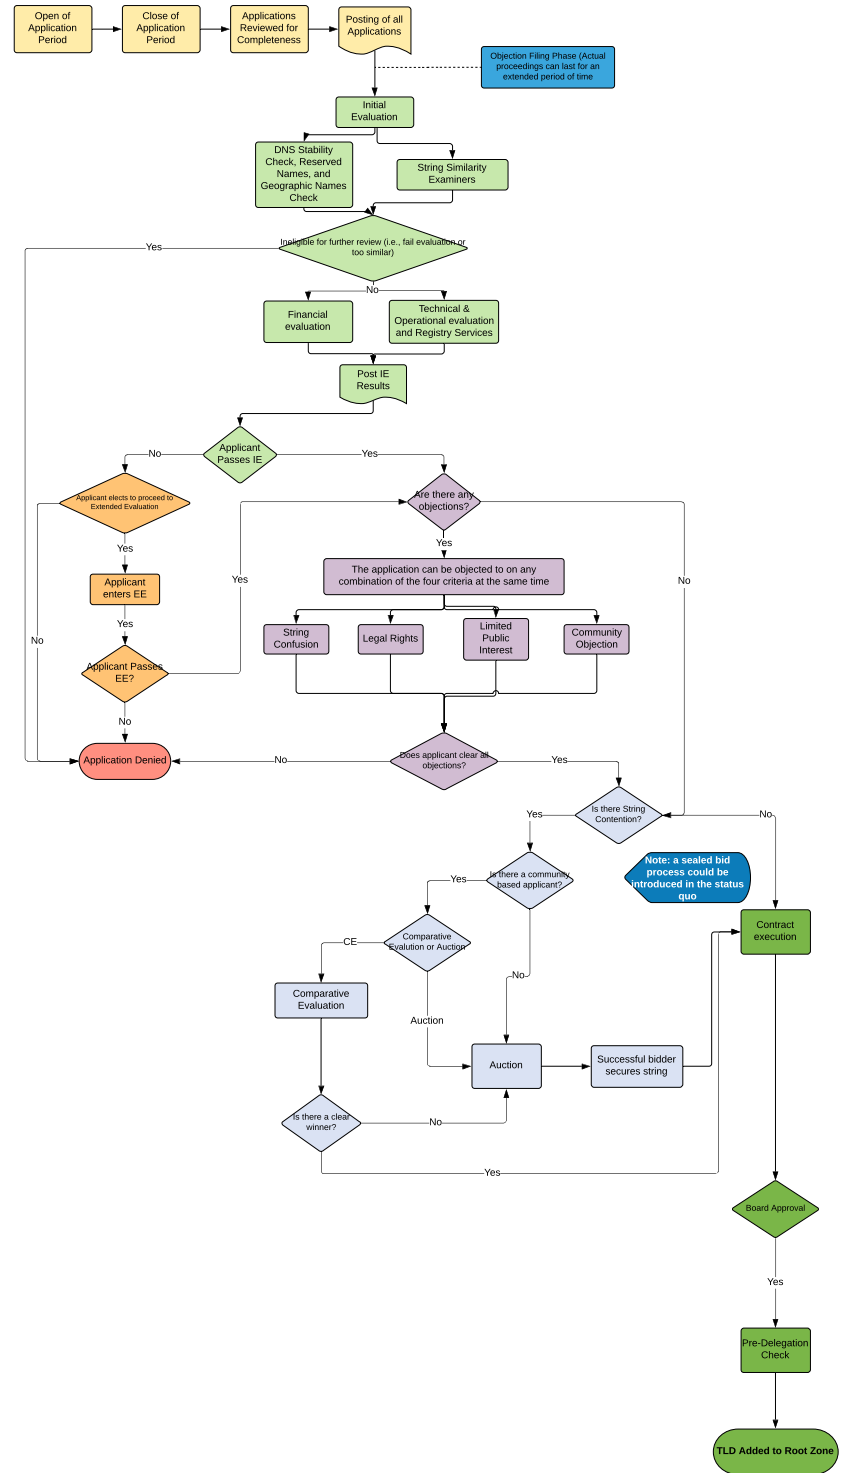 Open of
Application
Period
Close of
Application
Period
Applications
Reviewed for
Completeness
Posting of all
Applications
Objection Filing Phase (Actual
proceedings can last for an
extended period of time
Initial
Evaluation
DNS Stability
Check, Reserved
Names, and
Geographic Names
Check
String Similarity
Examiners
Ineligible for further review (i.e., fail evaluation or
too similar)
Yes
No
Financial
evaluation
Technical &
Operational evaluation
and Registry Services
Post IE
Results
Applicant
Passes IE
No
Yes
Applicant elects to proceed to
Extended Evaluation
Are there any
objections?
Yes
Yes
The application can be objected to on any
combination of the four criteria at the same time
Applicant
enters EE
Yes
No
Yes
No
String
Confusion
Legal Rights
Limited
Public
Interest
Community
Objection
Applicant Passes
EE?
No
Application Denied
No
Does applicant clear all
objections?
Yes
Is there String
Contention?
Yes
No
Note: a sealed bid
process could be
introduced in the status
quo
Is there a community
based applicant?
Yes
Comparative
Evalution or Auction
CE
No
Auction
Contract
execution
Comparative
Evaluation
Auction
Successful bidder
secures string
Is there a clear
winner?
No
Yes
Board Approval
Yes
Pre-Delegation
Check
TLD Added to Root Zone